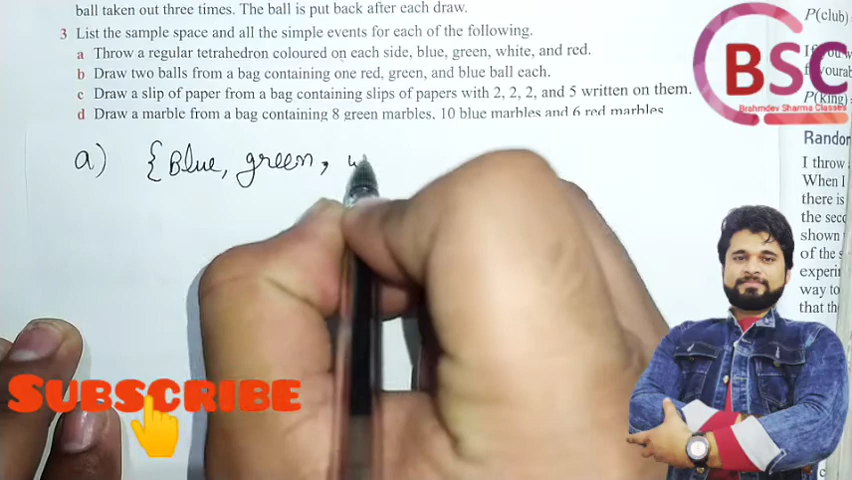 ball taken out three times. The ball is put back after each draw.
3 List the sample space and all the simple events for each of the following.
a Throw a regular tetrahedron coloured on each side, blue, green, white, and red.
b Draw two balls from a bag containing one red, green, and blue ball each.
c Draw a slip of paper from a bag containing slips of papers with 2, 2, 2, and 5 written on them.
d Draw a marble from a bag containing 8 green marbles, 10 blue marbles and 6 red marbles
a) {Blue, green, w
SUBSCRIBE
BSC
Brahmdev Sharma Classes
P(club)
P(king)
Random
I throw
When I
there is
the seco
shown
of the s
experin
way to
that th